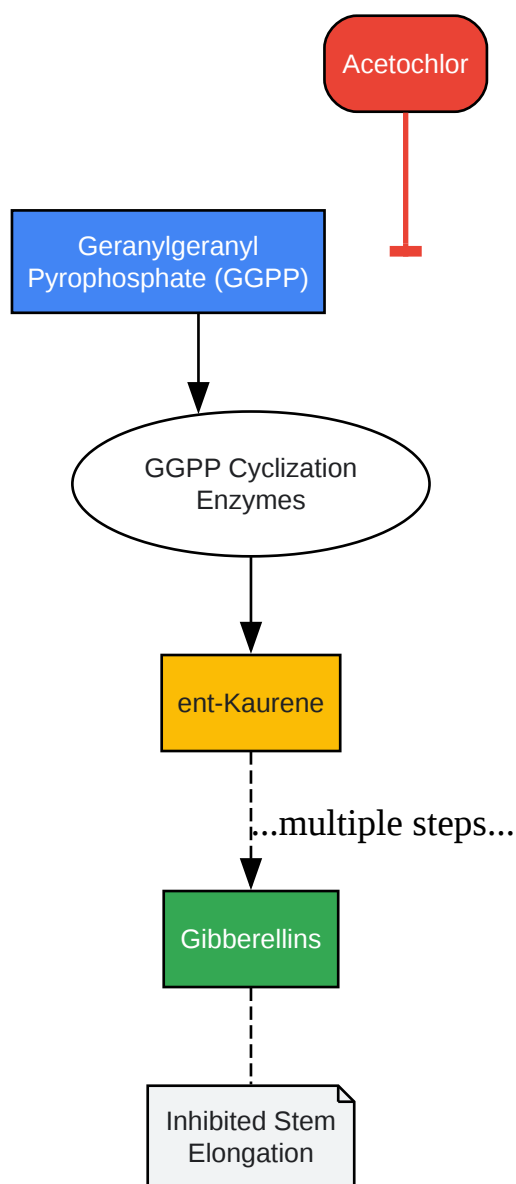 Acetochlor
Geranylgeranyl
Pyrophosphate (GGPP)
GGPP Cyclization
Enzymes
ent-Kaurene
...multiple steps...
Gibberellins
Inhibited Stem
Elongation